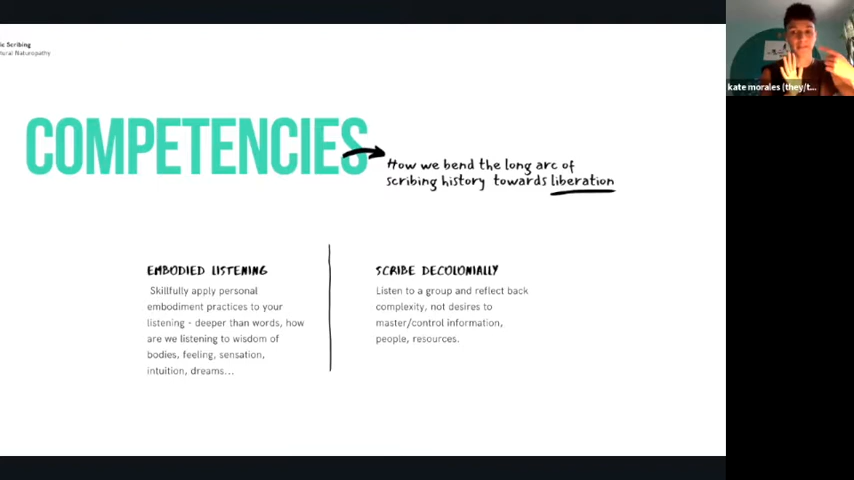 le Scribing
toral Naturopathy
COMPETENCIES
How we bend the long arc of
scribing history towards liberation
EMBODIED LISTENING
Skillfully apply personal
embodiment practices to your
listening - deeper than words, how
are we listening to wisdom of
bodies, feeling, sensation,
intuition, dreams...
SCRIBE DECOLONIALLY
Listen to a group and reflect back
complexity, not desires to
master/control information,
people, resources.
kate morales (they/t...